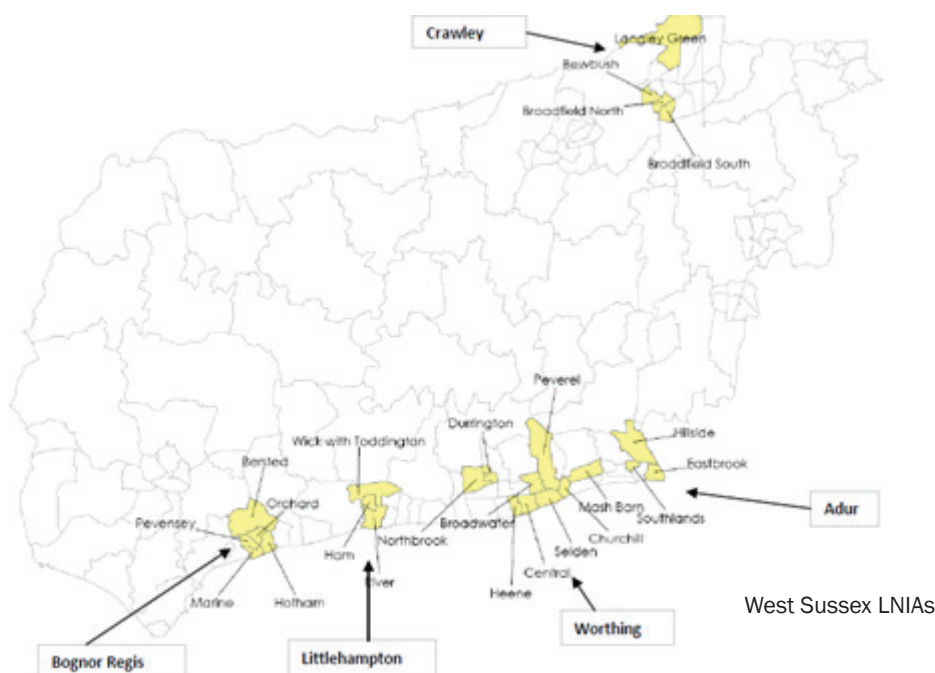 Crawley
Langley Green
Bewbush
Broadfield North
Broadfield South
Peverel
Durrington
Hillside
Wick with Toddington
Bersted
Eastbrook
Orchard
Pevensey
Adur
Mash Barn
Southlands
Broadwater
Northbrook
Churchill
Ham
Selden
River
Central
Marine
Hotham
Heene
West Sussex LNIAs
Worthing
Bognor Regis
Littlehampton